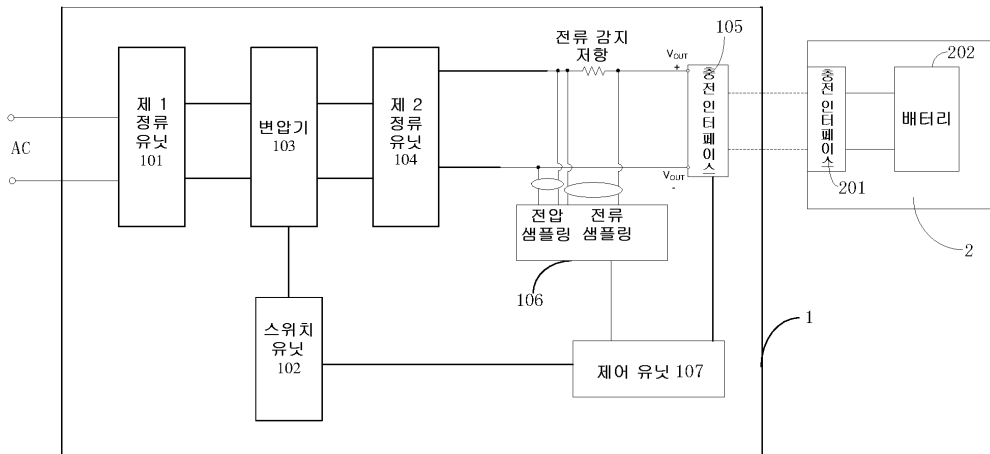 AC
제 1
정류
유닛
101
변압기
103
제 2
정류
유닛
104
전류 감지
저항
V_OUT
+
V_OUT
-
105
충전 인터페이스
충전 인터페이스
201
202
배터리
2
전압
샘플링
전류
샘플링
106
스위치
유닛
102
제어 유닛 107
1